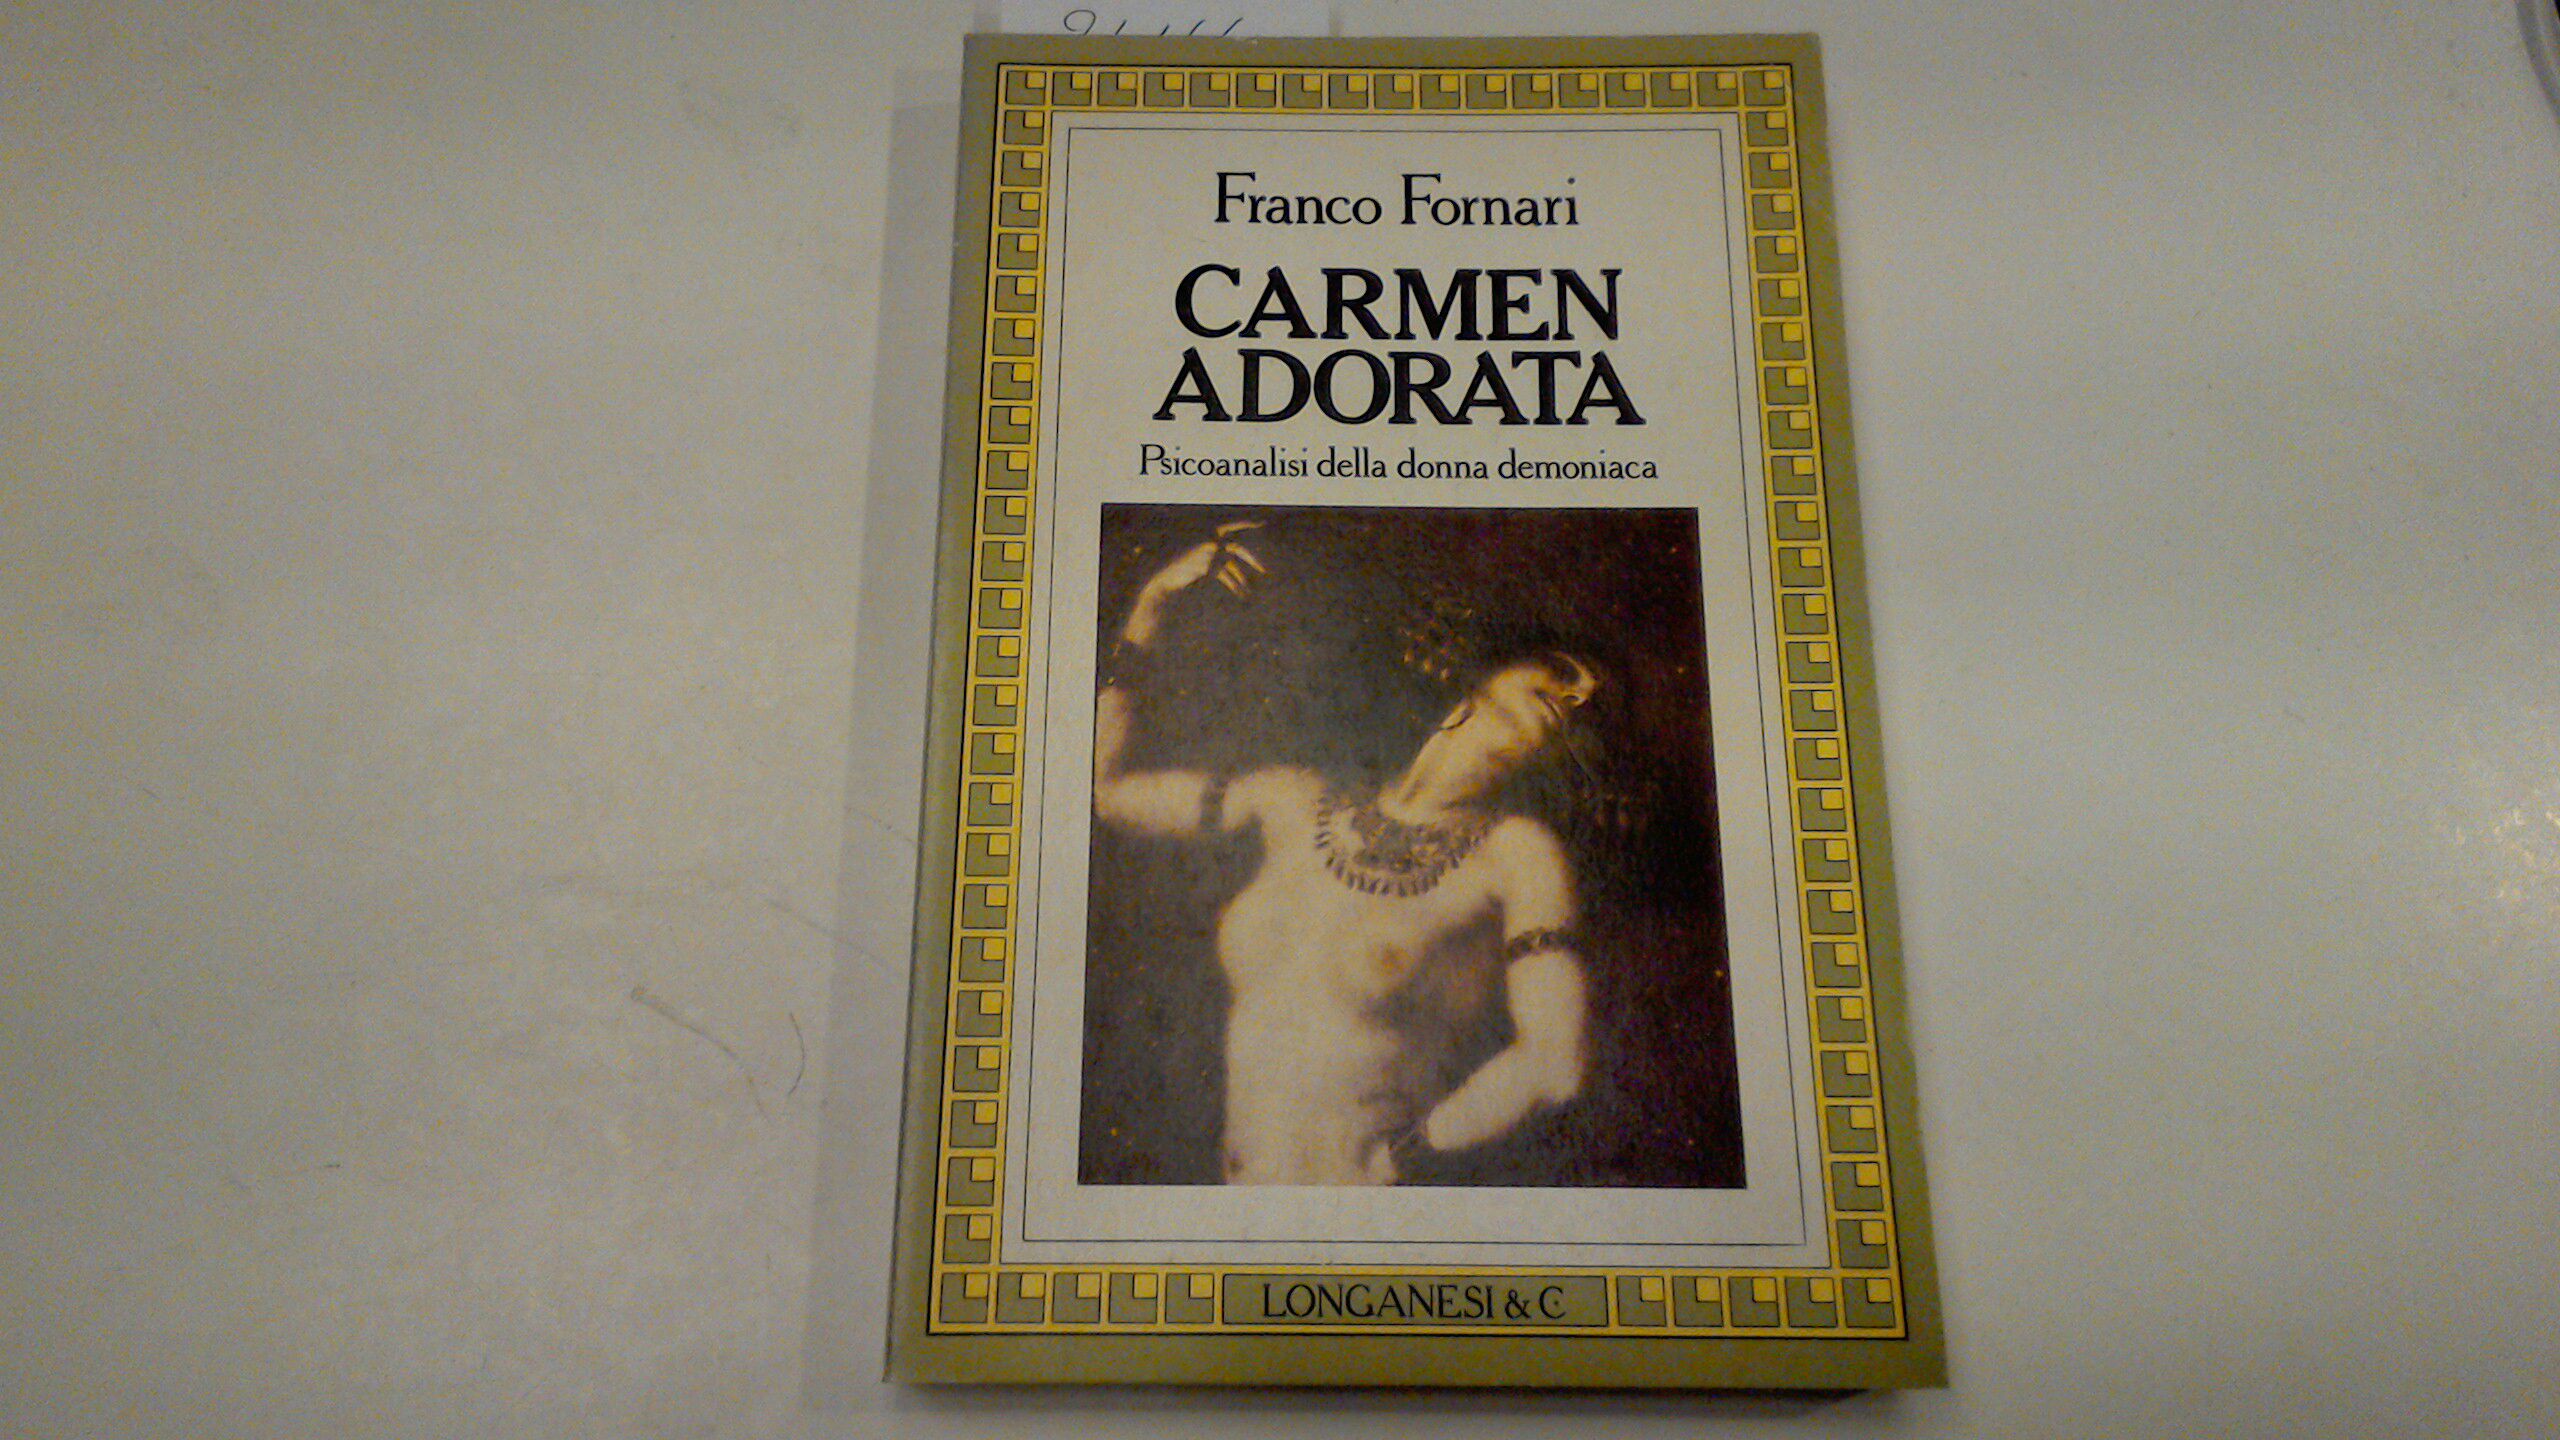 Franco Fornari
CARMEN
ADORATA
Psicoanalisi della donna demoniaca
LONGANESI & C.